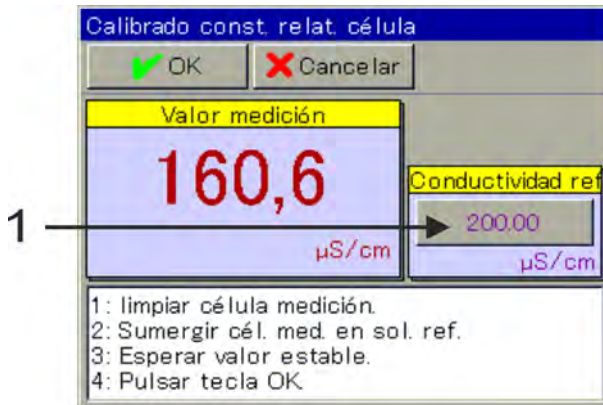 Calibrado const. relat. célula
OK
Cancelar
Valor medición
160,6
µS/cm
Conductividad ref
1
200.00
µS/cm
1: limpiar célula medición.
2: Sumergir cél. med. en sol. ref.
3: Esperar valor estable.
4: Pulsar tecla OK.